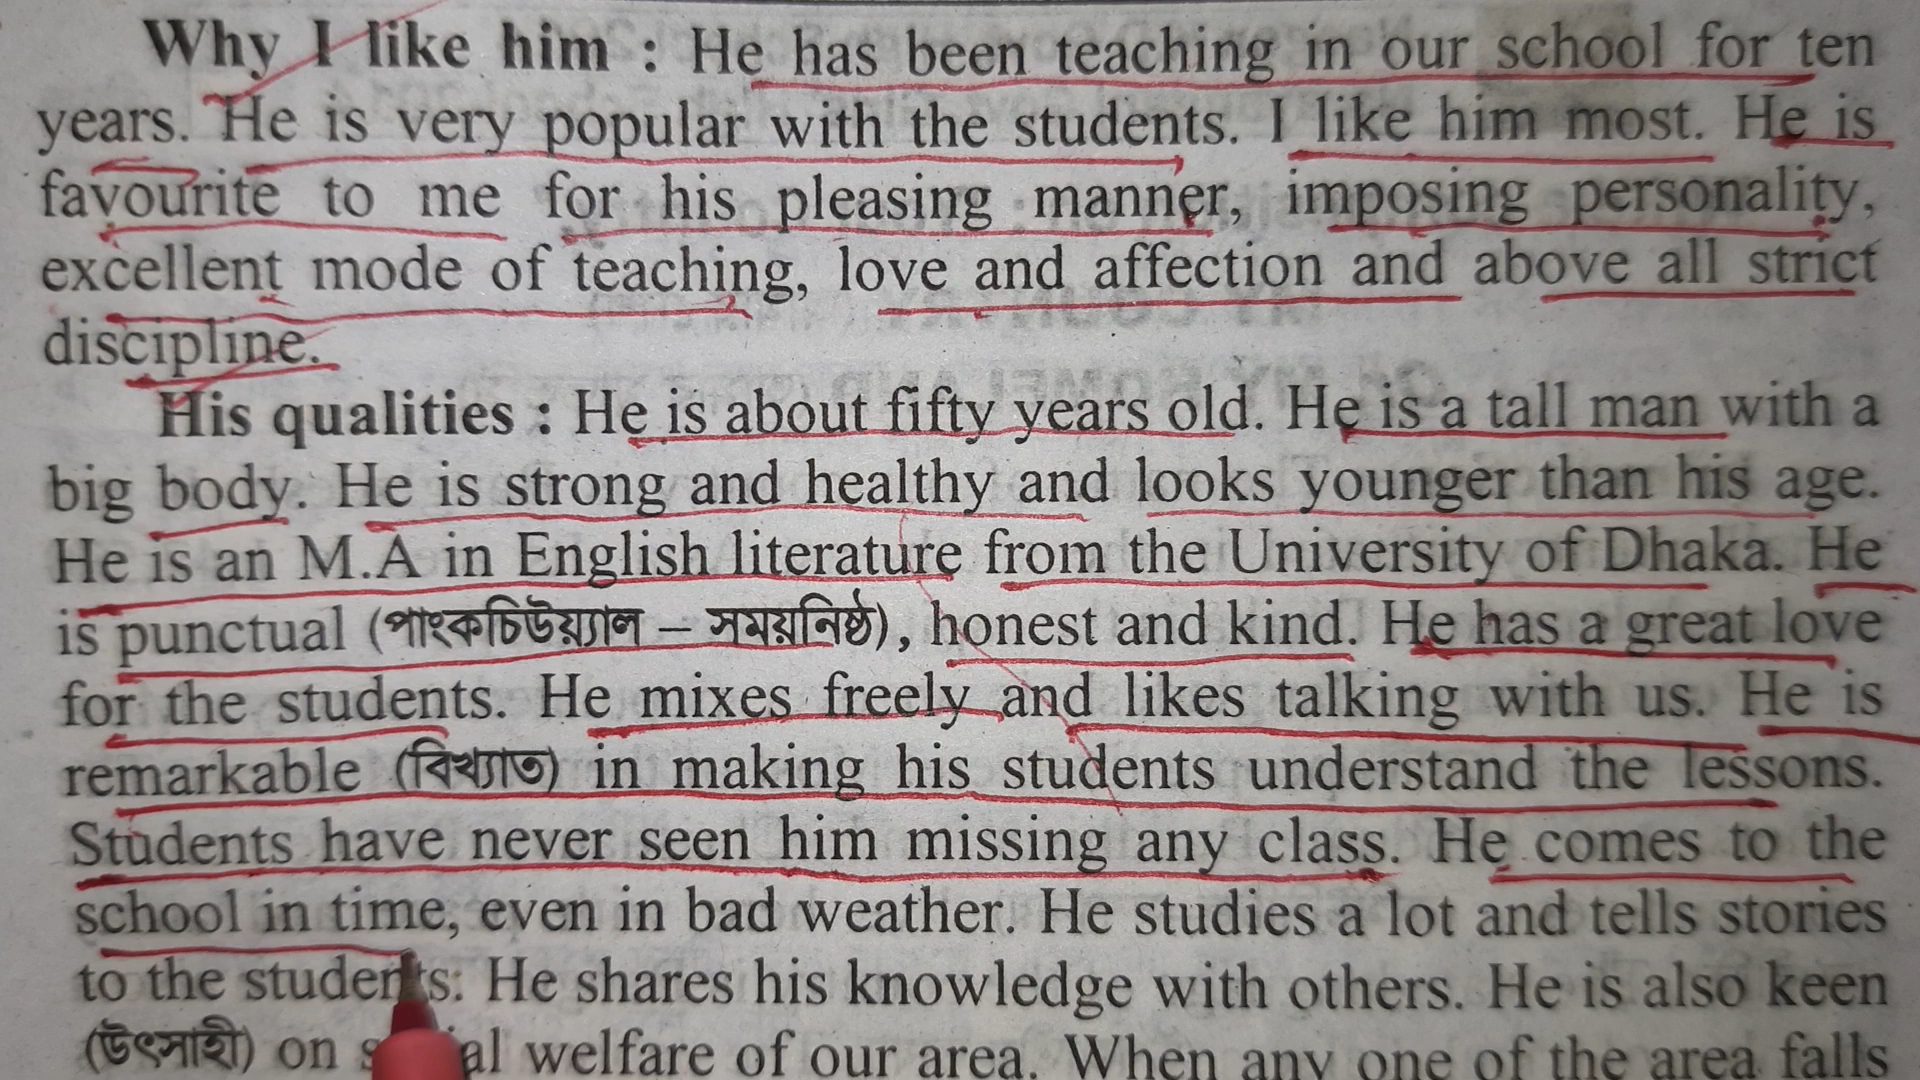 Why I like him : He has been teaching in our school for ten
years. He is very popular with the students. I like him most. He is
favourite to me for his pleasing manner, imposing personality,
excellent mode of teaching, love and affection and above all strict
discipline.
His qualities : He is about fifty years old. He is a tall man with a
big body. He is strong and healthy and looks younger than his age.
He is an M.A in English literature from the University of Dhaka. He
is punctual (পাংকচিউয়্যাল – সময়নিষ্ঠ), honest and kind. He has a great love
for the students. He mixes freely and likes talking with us. He is
remarkable (বিখ্যাত) in making his students understand the lessons.
Students have never seen him missing any class. He comes to the
school in time, even in bad weather. He studies a lot and tells stories
to the students: He shares his knowledge with others. He is also keen
(উৎসাহী) on welfare of our area. When any one of the area falls